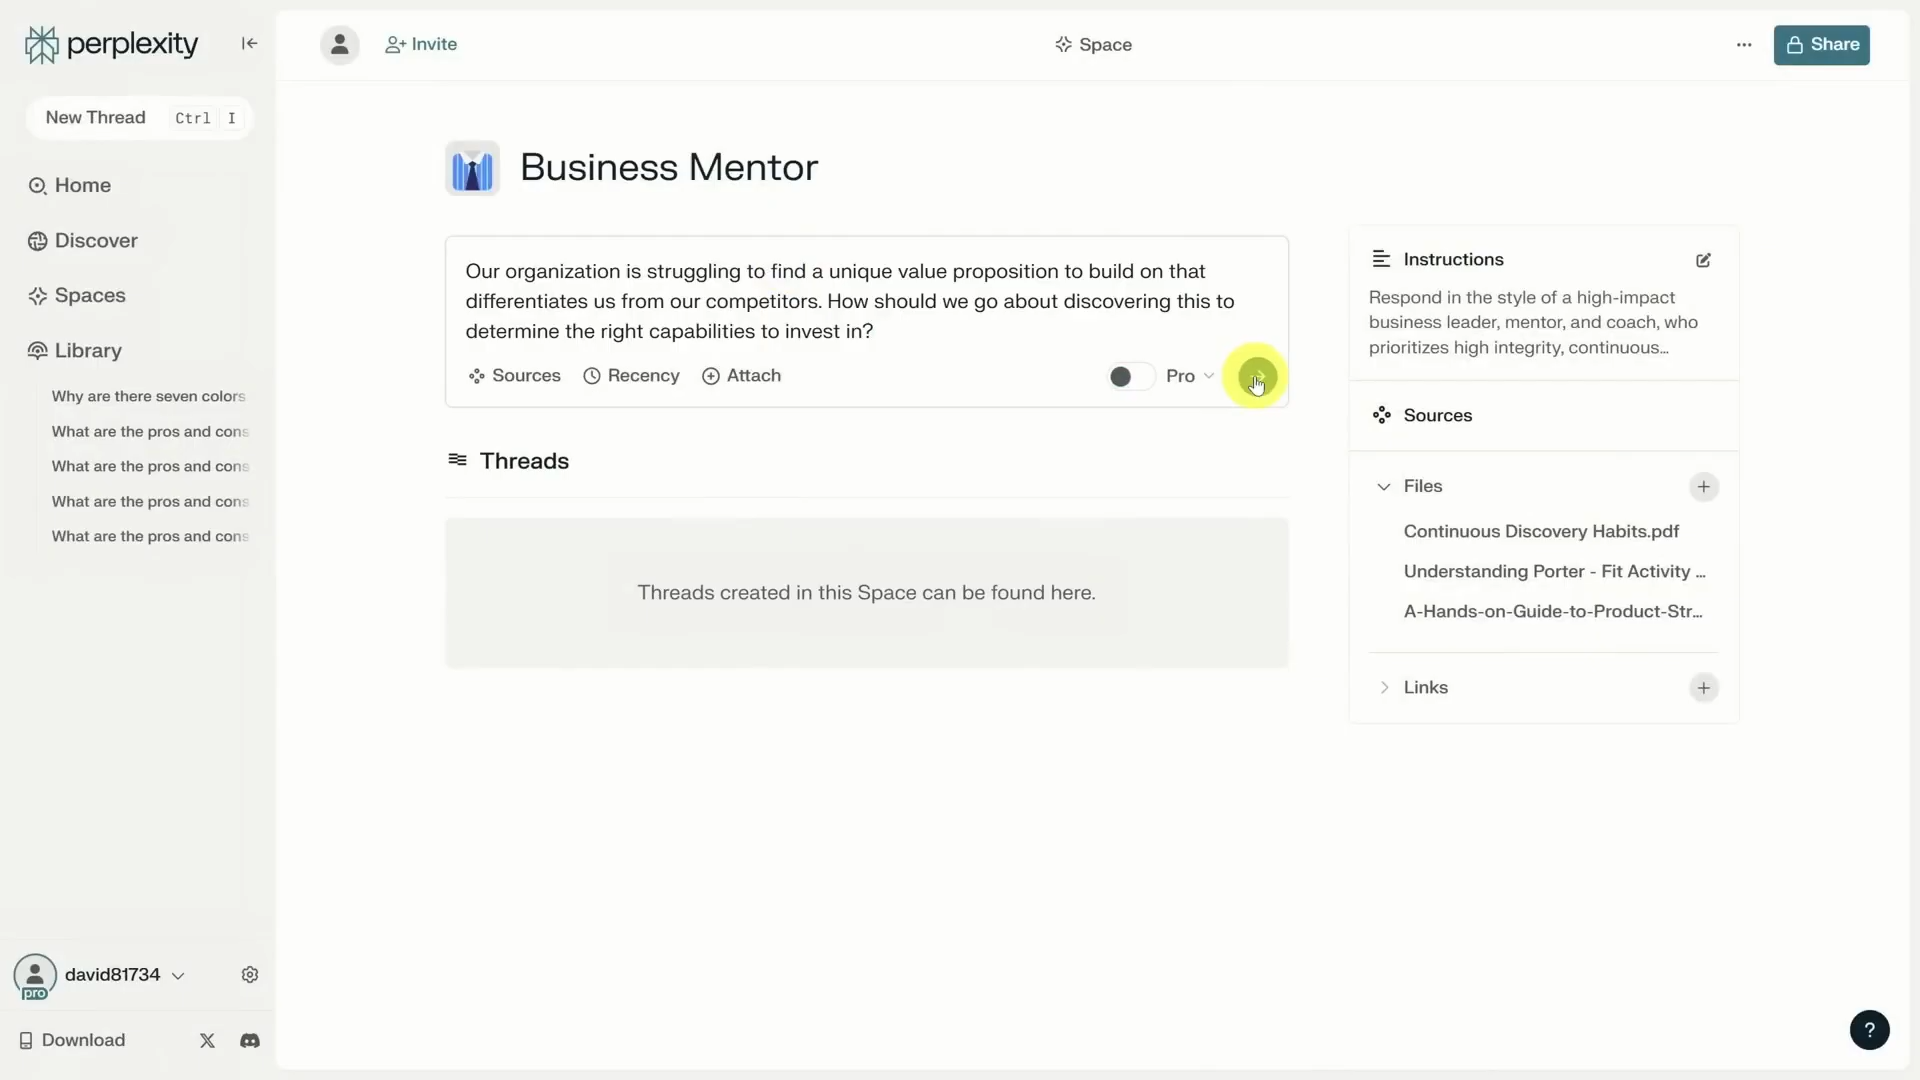 perplexity
New Thread Ctrl I
Home
Discover
Spaces
Library
Why are there seven colors
What are the pros and cons
What are the pros and cons
What are the pros and cons
What are the pros and cons
david81734
pro
Download
Invite
Space
Share
Business Mentor
Our organization is struggling to find a unique value proposition to build on that
differentiates us from our competitors. How should we go about discovering this to
determine the right capabilities to invest in?
Sources Recency Attach Pro
Threads
Threads created in this Space can be found here.
Instructions
Respond in the style of a high-impact
business leader, mentor, and coach, who
prioritizes high integrity, continuous...
Sources
Files
Continuous Discovery Habits.pdf
Understanding Porter - Fit Activity ...
A-Hands-on-Guide-to-Product-Str...
Links
?